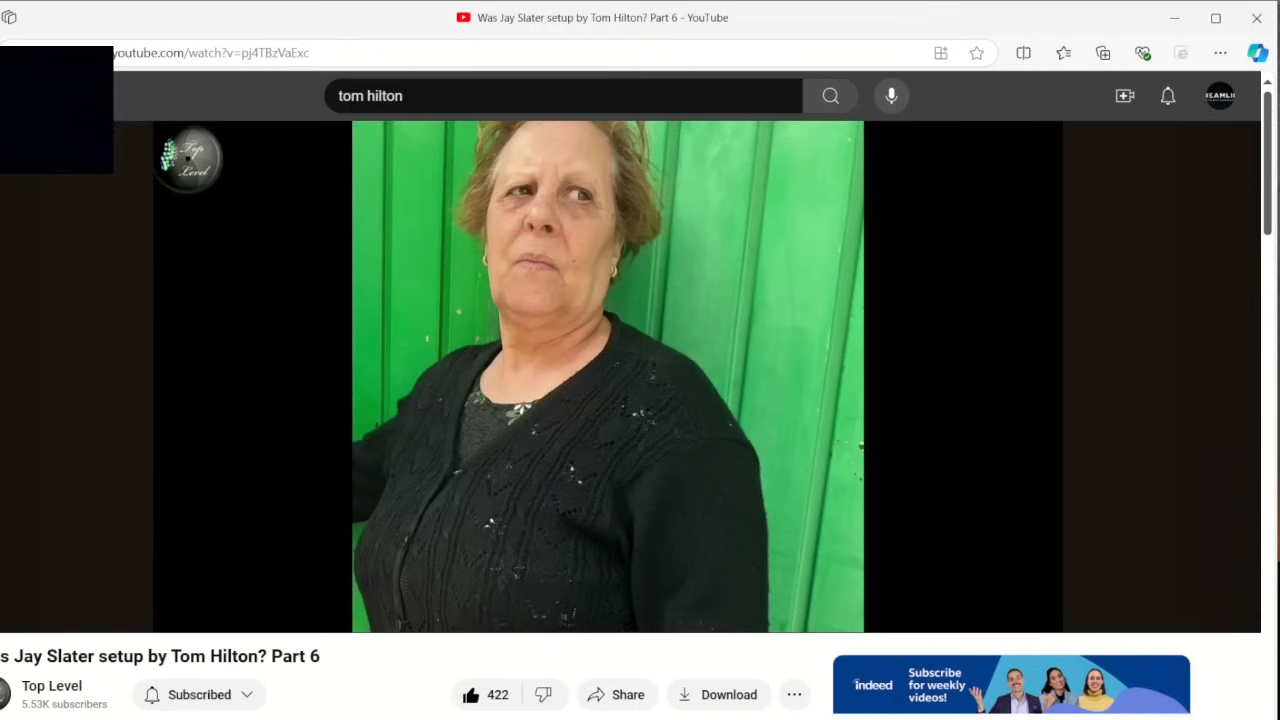 Was Jay Slater setup by Tom Hilton? Part 6 - YouTube
youtube.com/watch?v=pj4TBzVaExc
tom hilton
EAMLI
Top
Level
s Jay Slater setup by Tom Hilton? Part 6
Top Level
5.53K subscribers
Subscribed
422
Share
Download
indeed
Subscribe
for weekly
videos!